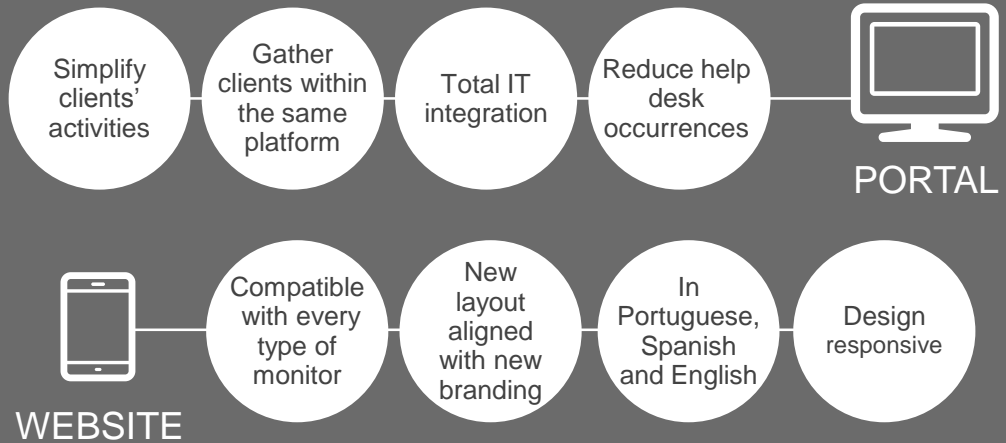 Simplify
clients’
activities
Gather
clients within
the same
platform
Total IT
integration
Reduce help
desk
occurrences
PORTAL
WEBSITE
Compatible
with every
type of
monitor
New
layout
aligned
with new
branding
In
Portuguese,
Spanish
and English
Design
responsive